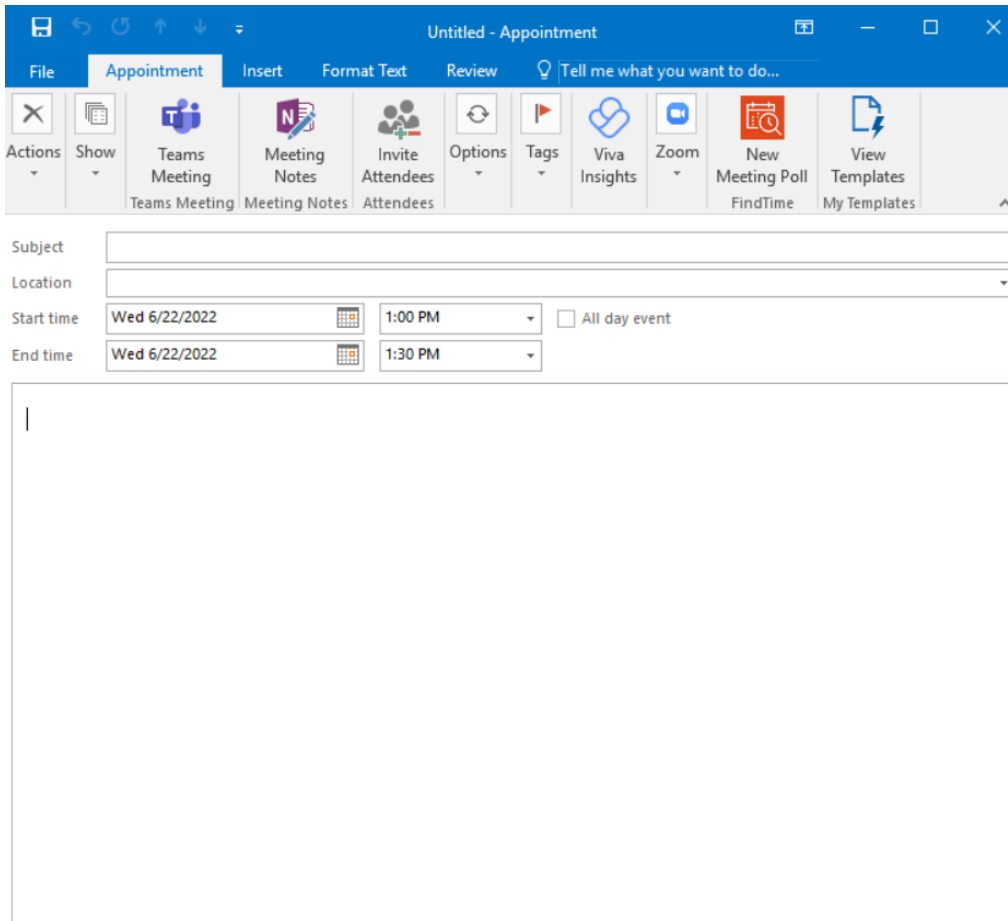 Untitled - Appointment
File Appointment Insert Format Text Review Tell me what you want to do...
Actions Show Teams Meeting Meeting Notes Invite Attendees Options Tags Viva Insights Zoom New Meeting Poll View Templates
Teams Meeting Meeting Notes Attendees FindTime My Templates
Subject
Location
Start time Wed 6/22/2022 1:00 PM All day event
End time Wed 6/22/2022 1:30 PM